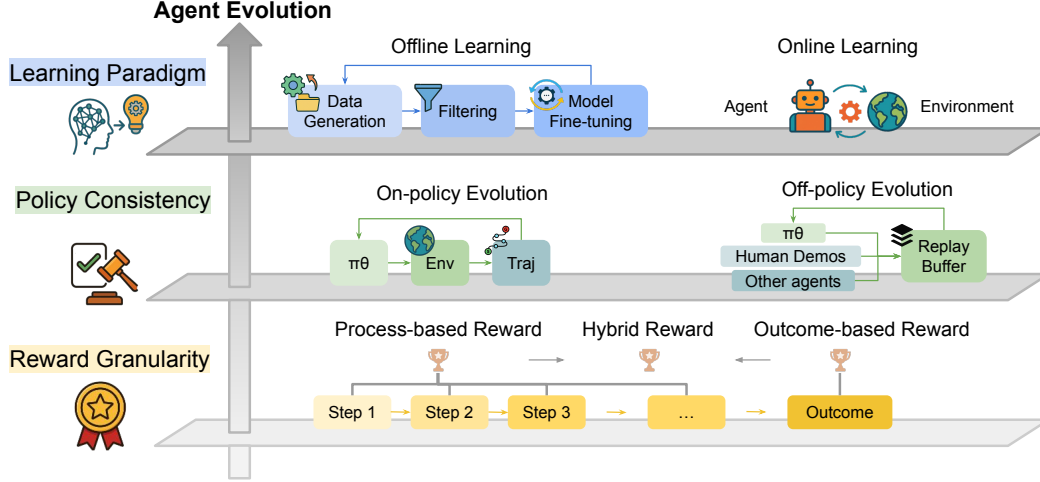 Agent Evolution
Learning Paradigm
Offline Learning
Online Learning
Data
Generation
Filtering
Model
Fine-tuning
Agent
Environment
Policy Consistency
On-policy Evolution
Off-policy Evolution
πθ
Env
Traj
πθ
Human Demos
Other agents
Replay
Buffer
Reward Granularity
Process-based Reward
Hybrid Reward
Outcome-based Reward
Step 1
Step 2
Step 3
...
Outcome